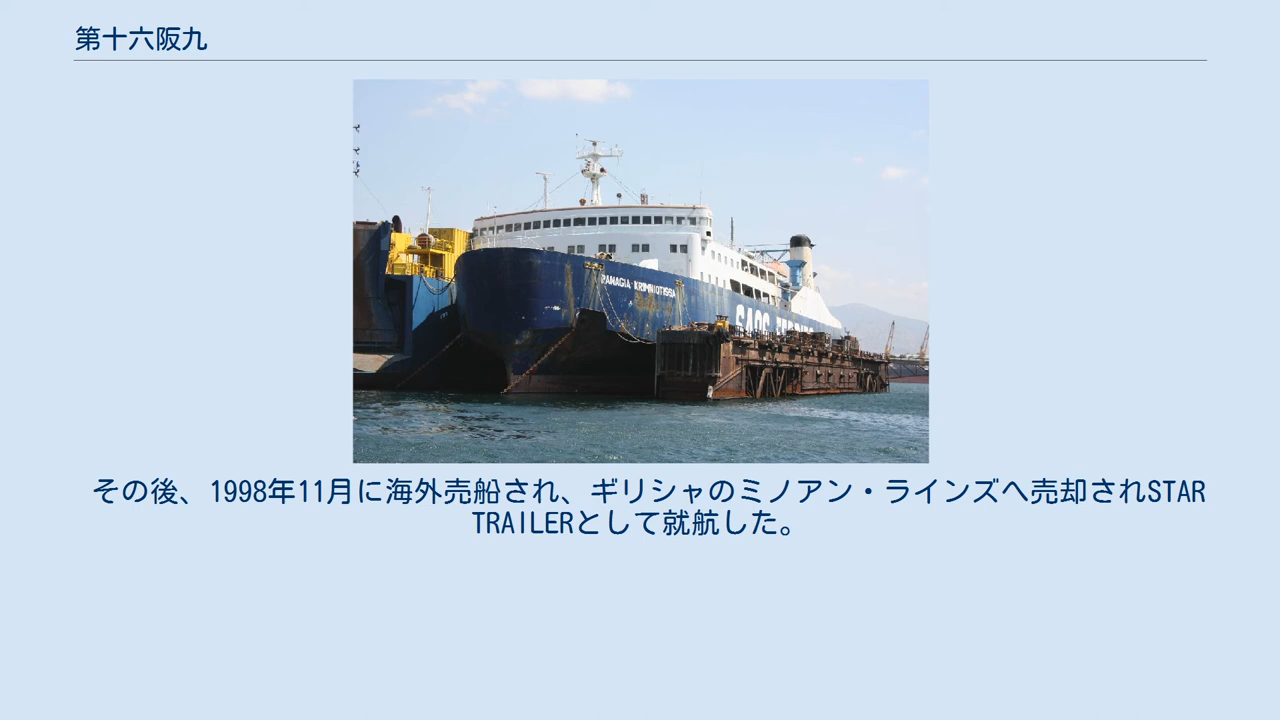 第十六阪九
PANAGIA KRIMNIOTISSA
SAOS FERRIES
その後、1998年11月に海外売船され、ギリシャのミノアン・ラインズへ売却されSTAR
TRAILERとして就航した。